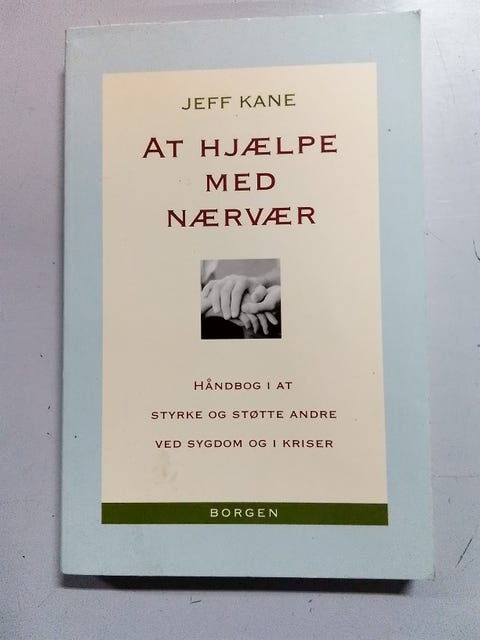 JEFF KANE
AT HJÆLPE
MED
NÆRVÆR
HÅNDBOG I AT
STYRKE OG STØTTE ANDRE
VED SYGDOM OG I KRISER
BORGEN